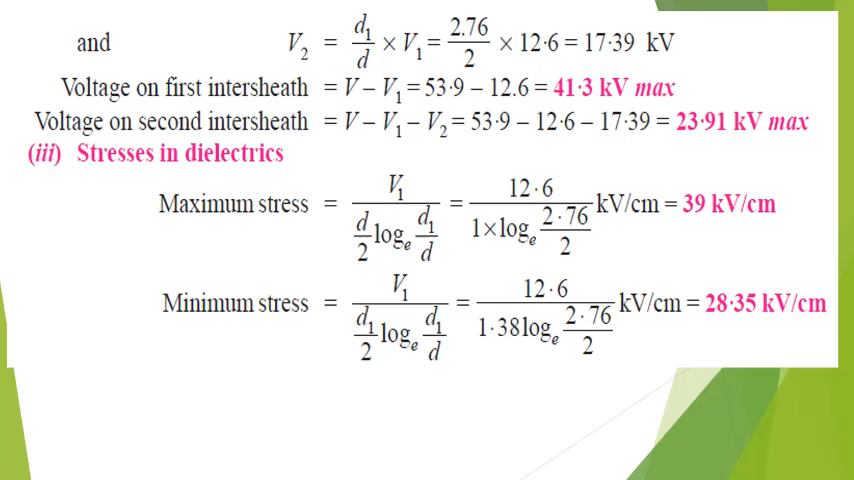 and V₂ = d₁/d × V₁ = 2.76/2 × 12·6 = 17·39 kV
Voltage on first intersheath = V – V₁ = 53·9 – 12.6 = 41·3 kV max
Voltage on second intersheath = V – V₁ – V₂ = 53·9 – 12·6 – 17·39 = 23·91 kV max
(iii) Stresses in dielectrics
Maximum stress = V₁ / (d/2 logₑ d₁/d) = 12·6 / (1 × logₑ 2·76/2) kV/cm = 39 kV/cm
Minimum stress = V₁ / (d₁/2 logₑ d₁/d) = 12·6 / (1·38 logₑ 2·76/2) kV/cm = 28·35 kV/cm